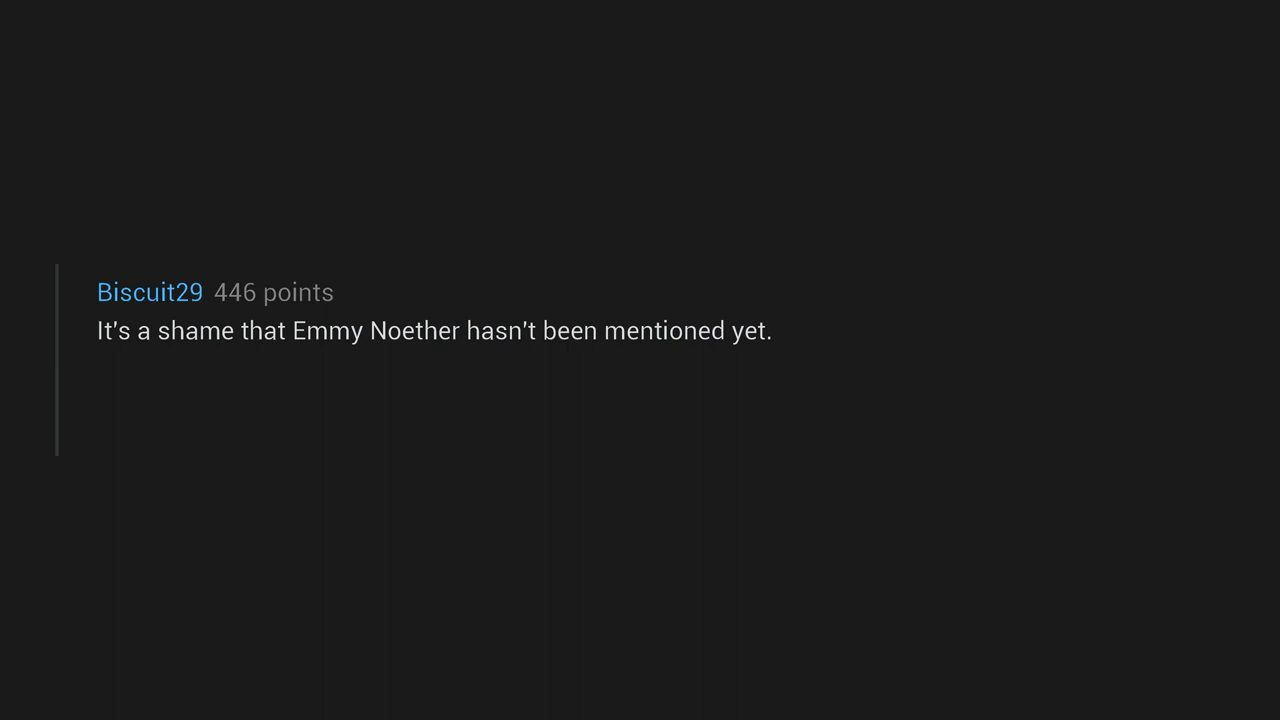 Biscuit29 446 points
It's a shame that Emmy Noether hasn't been mentioned yet.